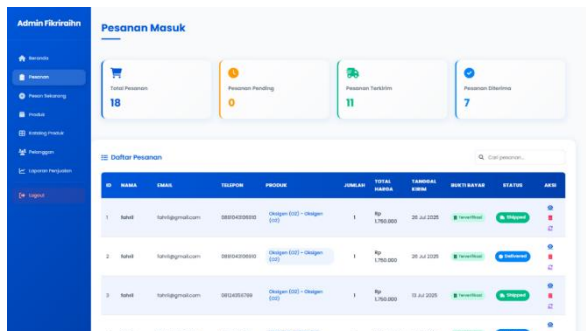 Admin Fikriraihn
Beranda
Pesanan
Pesan Sekarang
Produk
Katalog Produk
Pelanggan
Laporan Penjualan
Logout
Pesanan Masuk
Total Pesanan
18
Pesanan Pending
0
Pesanan Terkirim
11
Pesanan Diterima
7
Daftar Pesanan
Cari pesanan...
ID NAMA EMAIL TELEPON PRODUK JUMLAH TOTAL HARGA TANGGAL KIRIM BUKTI BAYAR STATUS AKSI
1 fahril fahril@gmail.com Oksigen (O2) - Oksigen (O2) 1 Rp 1.750.000 26 Jul 2025 Terverifikasi Shipped
2 fahril fahril@gmail.com Oksigen (O2) - Oksigen (O2) 1 Rp 1.750.000 26 Jul 2025 Terverifikasi Delivered
3 fahril fahril@gmail.com Oksigen (O2) - Oksigen (O2) 1 Rp 1.750.000 13 Jul 2025 Terverifikasi Shipped